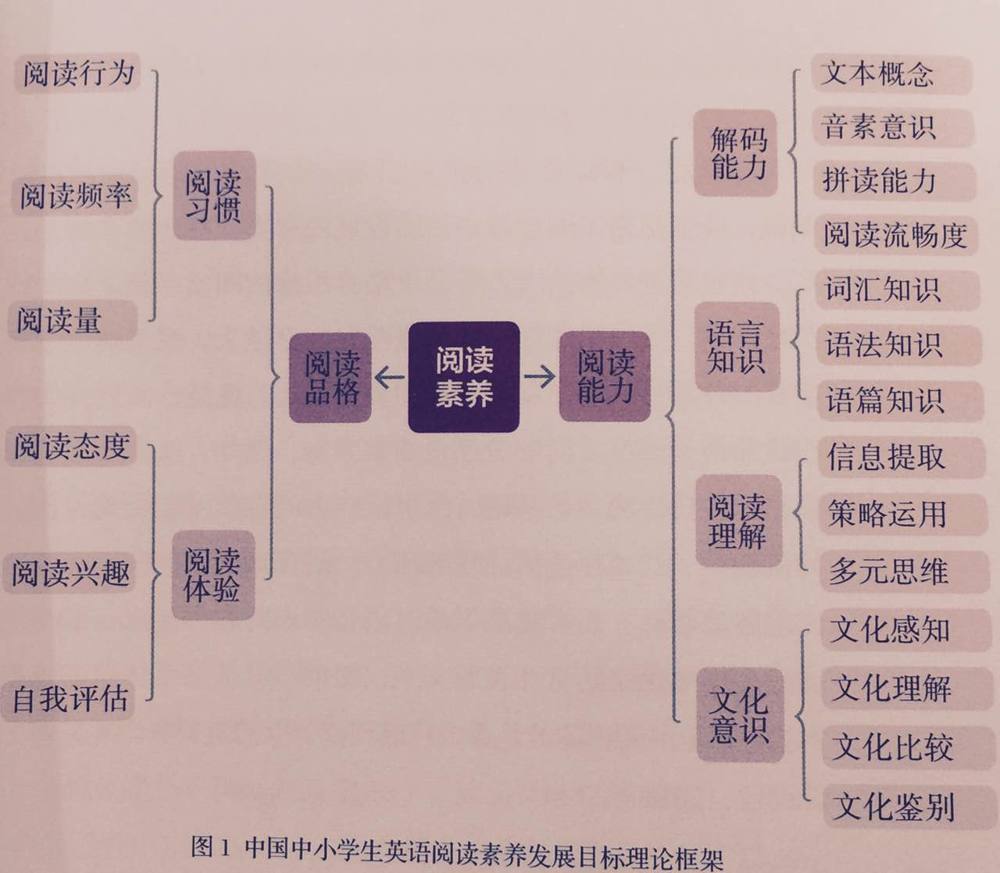 阅读行为
阅读频率
阅读量
阅读态度
阅读兴趣
自我评估
阅读
习惯
阅读
体验
阅读
品格
阅读
素养
阅读
能力
解码
能力
语言
知识
阅读
理解
文化
意识
文本概念
音素意识
拼读能力
阅读流畅度
词汇知识
语法知识
语篇知识
信息提取
策略运用
多元思维
文化感知
文化理解
文化比较
文化鉴别
图 1 中国中小学生英语阅读素养发展目标理论框架